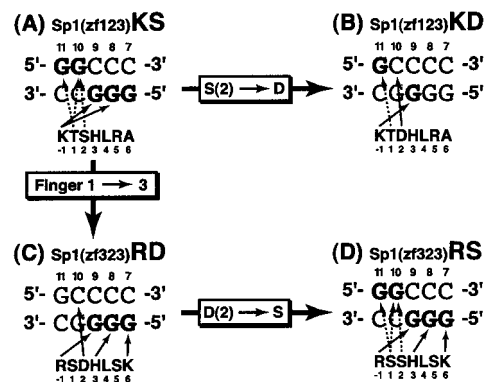 (A) Sp1(zf123)KS
11 10 9 8 7
5'- GGCCC -3'
3'- CCGGG -5'
KTSHLRA
-1 1 2 3 4 5 6
S(2) → D
(B) Sp1(zf123)KD
11 10 9 8 7
5'- GCCCC -3'
3'- CGGGG -5'
KTDHLRA
-1 1 2 3 4 5 6
Finger 1 → 3
(C) Sp1(zf323)RD
11 10 9 8 7
5'- GCCCC -3'
3'- CGGGG -5'
RSDHLSK
-1 1 2 3 4 5 6
D(2) → S
(D) Sp1(zf323)RS
11 10 9 8 7
5'- GGCCC -3'
3'- CCGGG -5'
RSSHLSK
-1 1 2 3 4 5 6